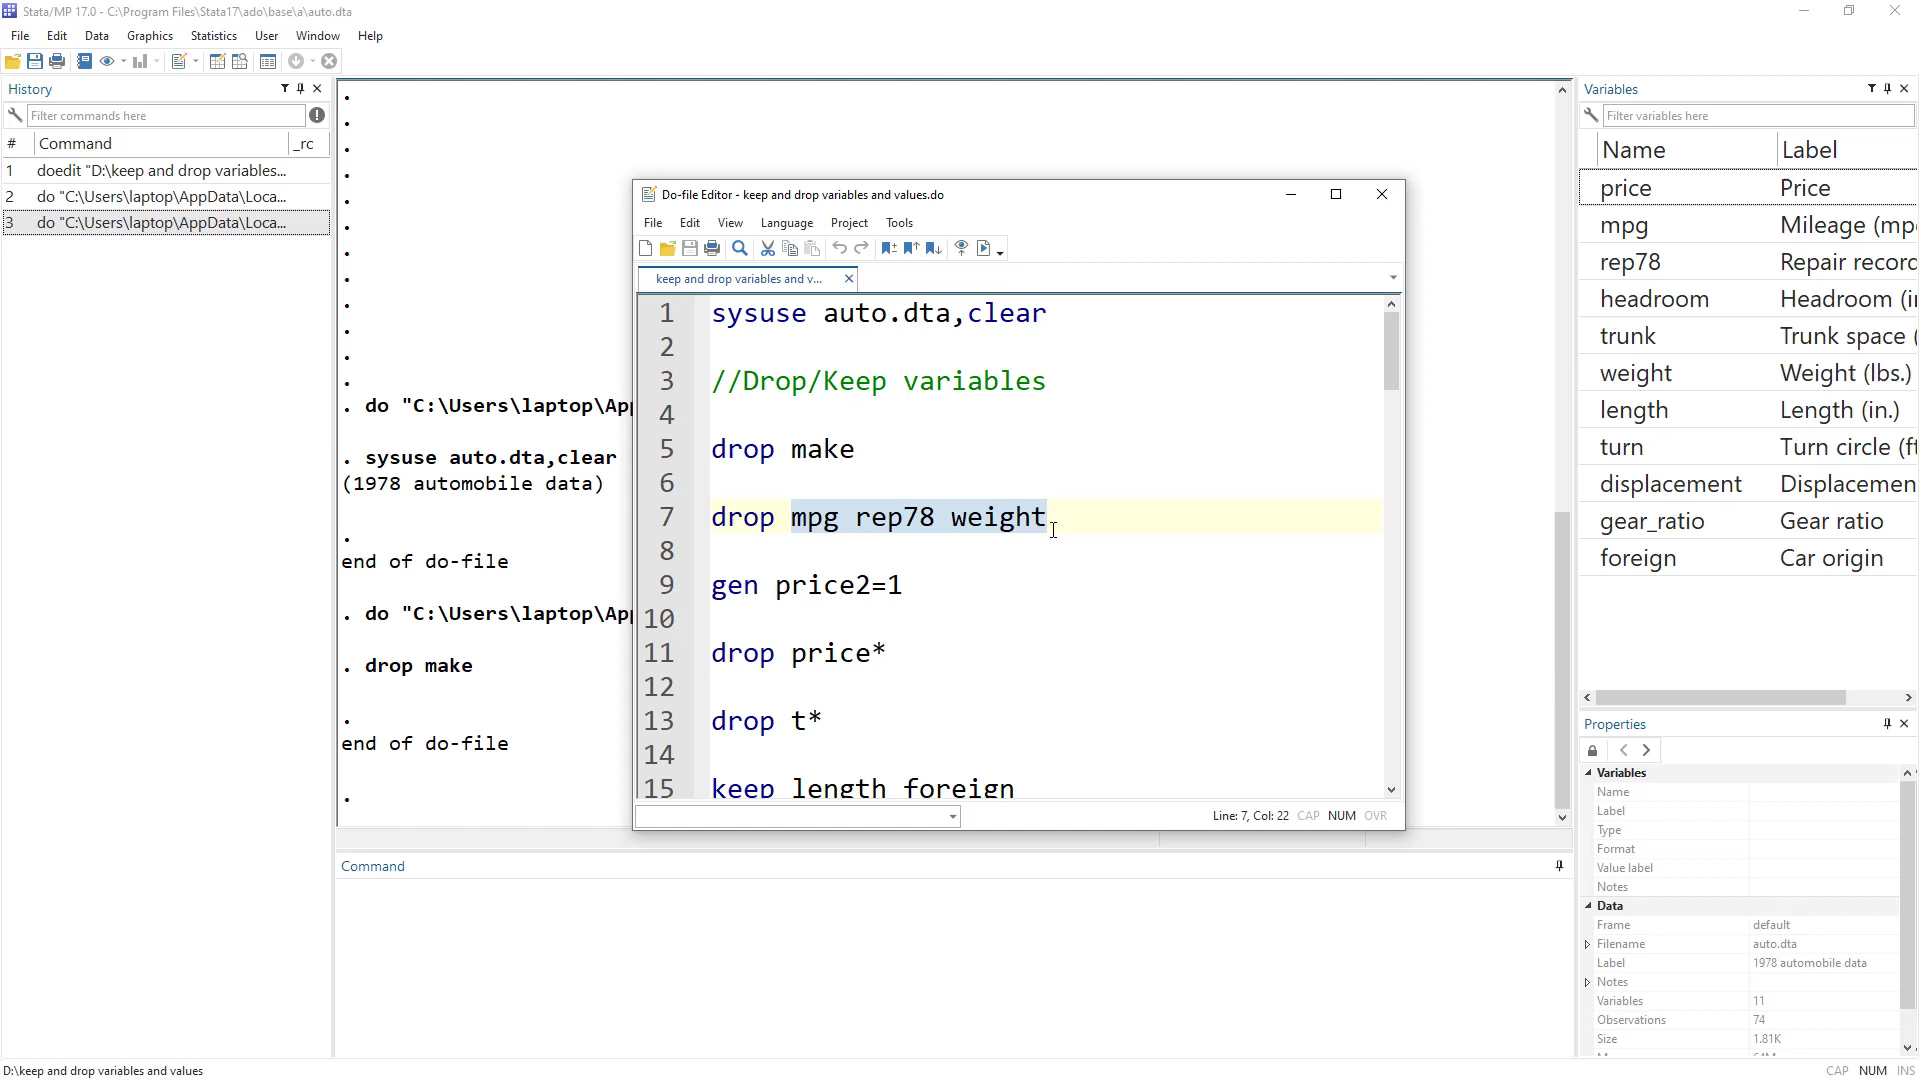 Stata/MP 17.0 - C:\Program Files\Stata17\ado\base\a\auto.dta
File Edit Data Graphics Statistics User Window Help
History
Filter commands here
# Command _rc
1 doedit "D:\keep and drop variables...
2 do "C:\Users\laptop\AppData\Loca...
3 do "C:\Users\laptop\AppData\Loca...
.
.
.
.
.
.
.
.
.
.
.
.
. do "C:\Users\laptop\App
. sysuse auto.dta,clear
(1978 automobile data)
.
end of do-file
. do "C:\Users\laptop\App
. drop make
.
end of do-file
.
Do-file Editor - keep and drop variables and values.do
File Edit View Language Project Tools
keep and drop variables and v...
1 sysuse auto.dta,clear
2
3 //Drop/Keep variables
4
5 drop make
6
7 drop mpg rep78 weight
8
9 gen price2=1
10
11 drop price*
12
13 drop t*
14
15 keep length foreign
Line: 7, Col: 22 CAP NUM OVR
Command
Variables
Filter variables here
Name Label
price Price
mpg Mileage (mp
rep78 Repair record
headroom Headroom (i
trunk Trunk space (
weight Weight (lbs.)
length Length (in.)
turn Turn circle (f
displacement Displacemen
gear_ratio Gear ratio
foreign Car origin
Properties
Variables
Name
Label
Type
Format
Value label
Notes
Data
Frame default
Filename auto.dta
Label 1978 automobile data
Notes
Variables 11
Observations 74
Size 1.81K
D:\keep and drop variables and values
CAP NUM INS